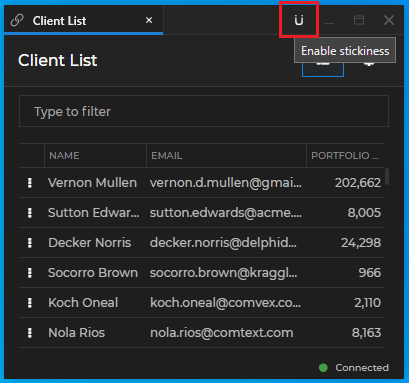 Client List
Enable stickiness
Client List
Type to filter
NAME EMAIL PORTFOLIO ...
Vernon Mullen vernon.d.mullen@gmai... 202,662
Sutton Edwar... sutton.edwards@acme.... 8,005
Decker Norris decker.norris@delphid... 24,298
Socorro Brown socorro.brown@kraggl... 966
Koch Oneal koch.oneal@comvex.co... 2,110
Nola Rios nola.rios@comtext.com 8,163
Connected